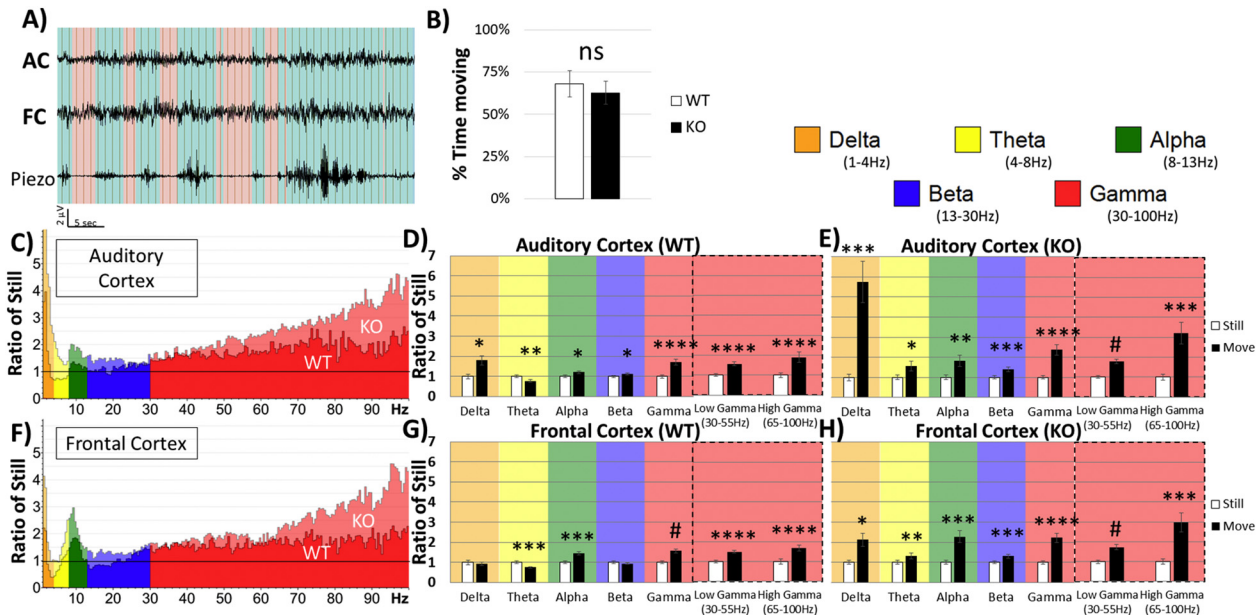 A)
AC
FC
Piezo
2 µV
5 sec
B)
% Time moving
100%
75%
50%
25%
0%
ns
WT
KO
Delta
(1-4Hz)
Theta
(4-8Hz)
Alpha
(8-13Hz)
Beta
(13-30Hz)
Gamma
(30-100Hz)
C)
Auditory
Cortex
Ratio of Still
5
4
3
2
1
0
KO
WT
10 20 30 40 50 60 70 80 90 Hz
D)
Auditory Cortex (WT)
Ratio of Still
7
6
5
4
3
2
1
0
* ** * * **** **** ****
Delta Theta Alpha Beta Gamma Low Gamma High Gamma
(30-55Hz) (65-100Hz)
E)
Auditory Cortex (KO)
*** * ** *** **** # ***
Still
Move
Delta Theta Alpha Beta Gamma Low Gamma High Gamma
(30-55Hz) (65-100Hz)
F)
Frontal Cortex
Ratio of Still
5
4
3
2
1
0
KO
WT
10 20 30 40 50 60 70 80 90 Hz
G)
Frontal Cortex (WT)
Ratio of Still
7
6
5
4
3
2
1
0
*** *** # **** ****
Delta Theta Alpha Beta Gamma Low Gamma High Gamma
(30-55Hz) (65-100Hz)
H)
Frontal Cortex (KO)
* ** *** *** **** # ***
Still
Move
Delta Theta Alpha Beta Gamma Low Gamma High Gamma
(30-55Hz) (65-100Hz)